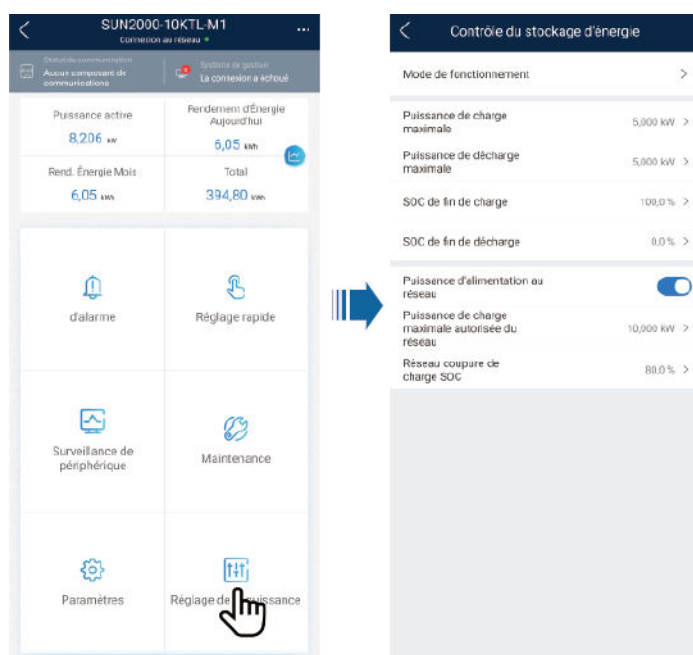 SUN2000-10KTL-M1
Connexion au réseau
Statut de communication
Aucun composant de
communications
Système de gestion
La connexion a échoué
Puissance active
8,206 kW
Rendement d'Énergie
Aujourd'hui
6,05 kWh
Rend. Énergie Mois
6,05 kWh
Total
394,80 kWh
d'alarme
Réglage rapide
Surveillance de
périphérique
Maintenance
Paramètres
Réglage de puissance
Contrôle du stockage d'énergie
Mode de fonctionnement
Puissance de charge
maximale
5,000 kW
Puissance de décharge
maximale
5,000 kW
SOC de fin de charge
100,0 %
SOC de fin de décharge
0,0 %
Puissance d'alimentation au
réseau
Puissance de charge
maximale autorisée du
réseau
10,000 kW
Réseau coupure de
charge SOC
80,0 %